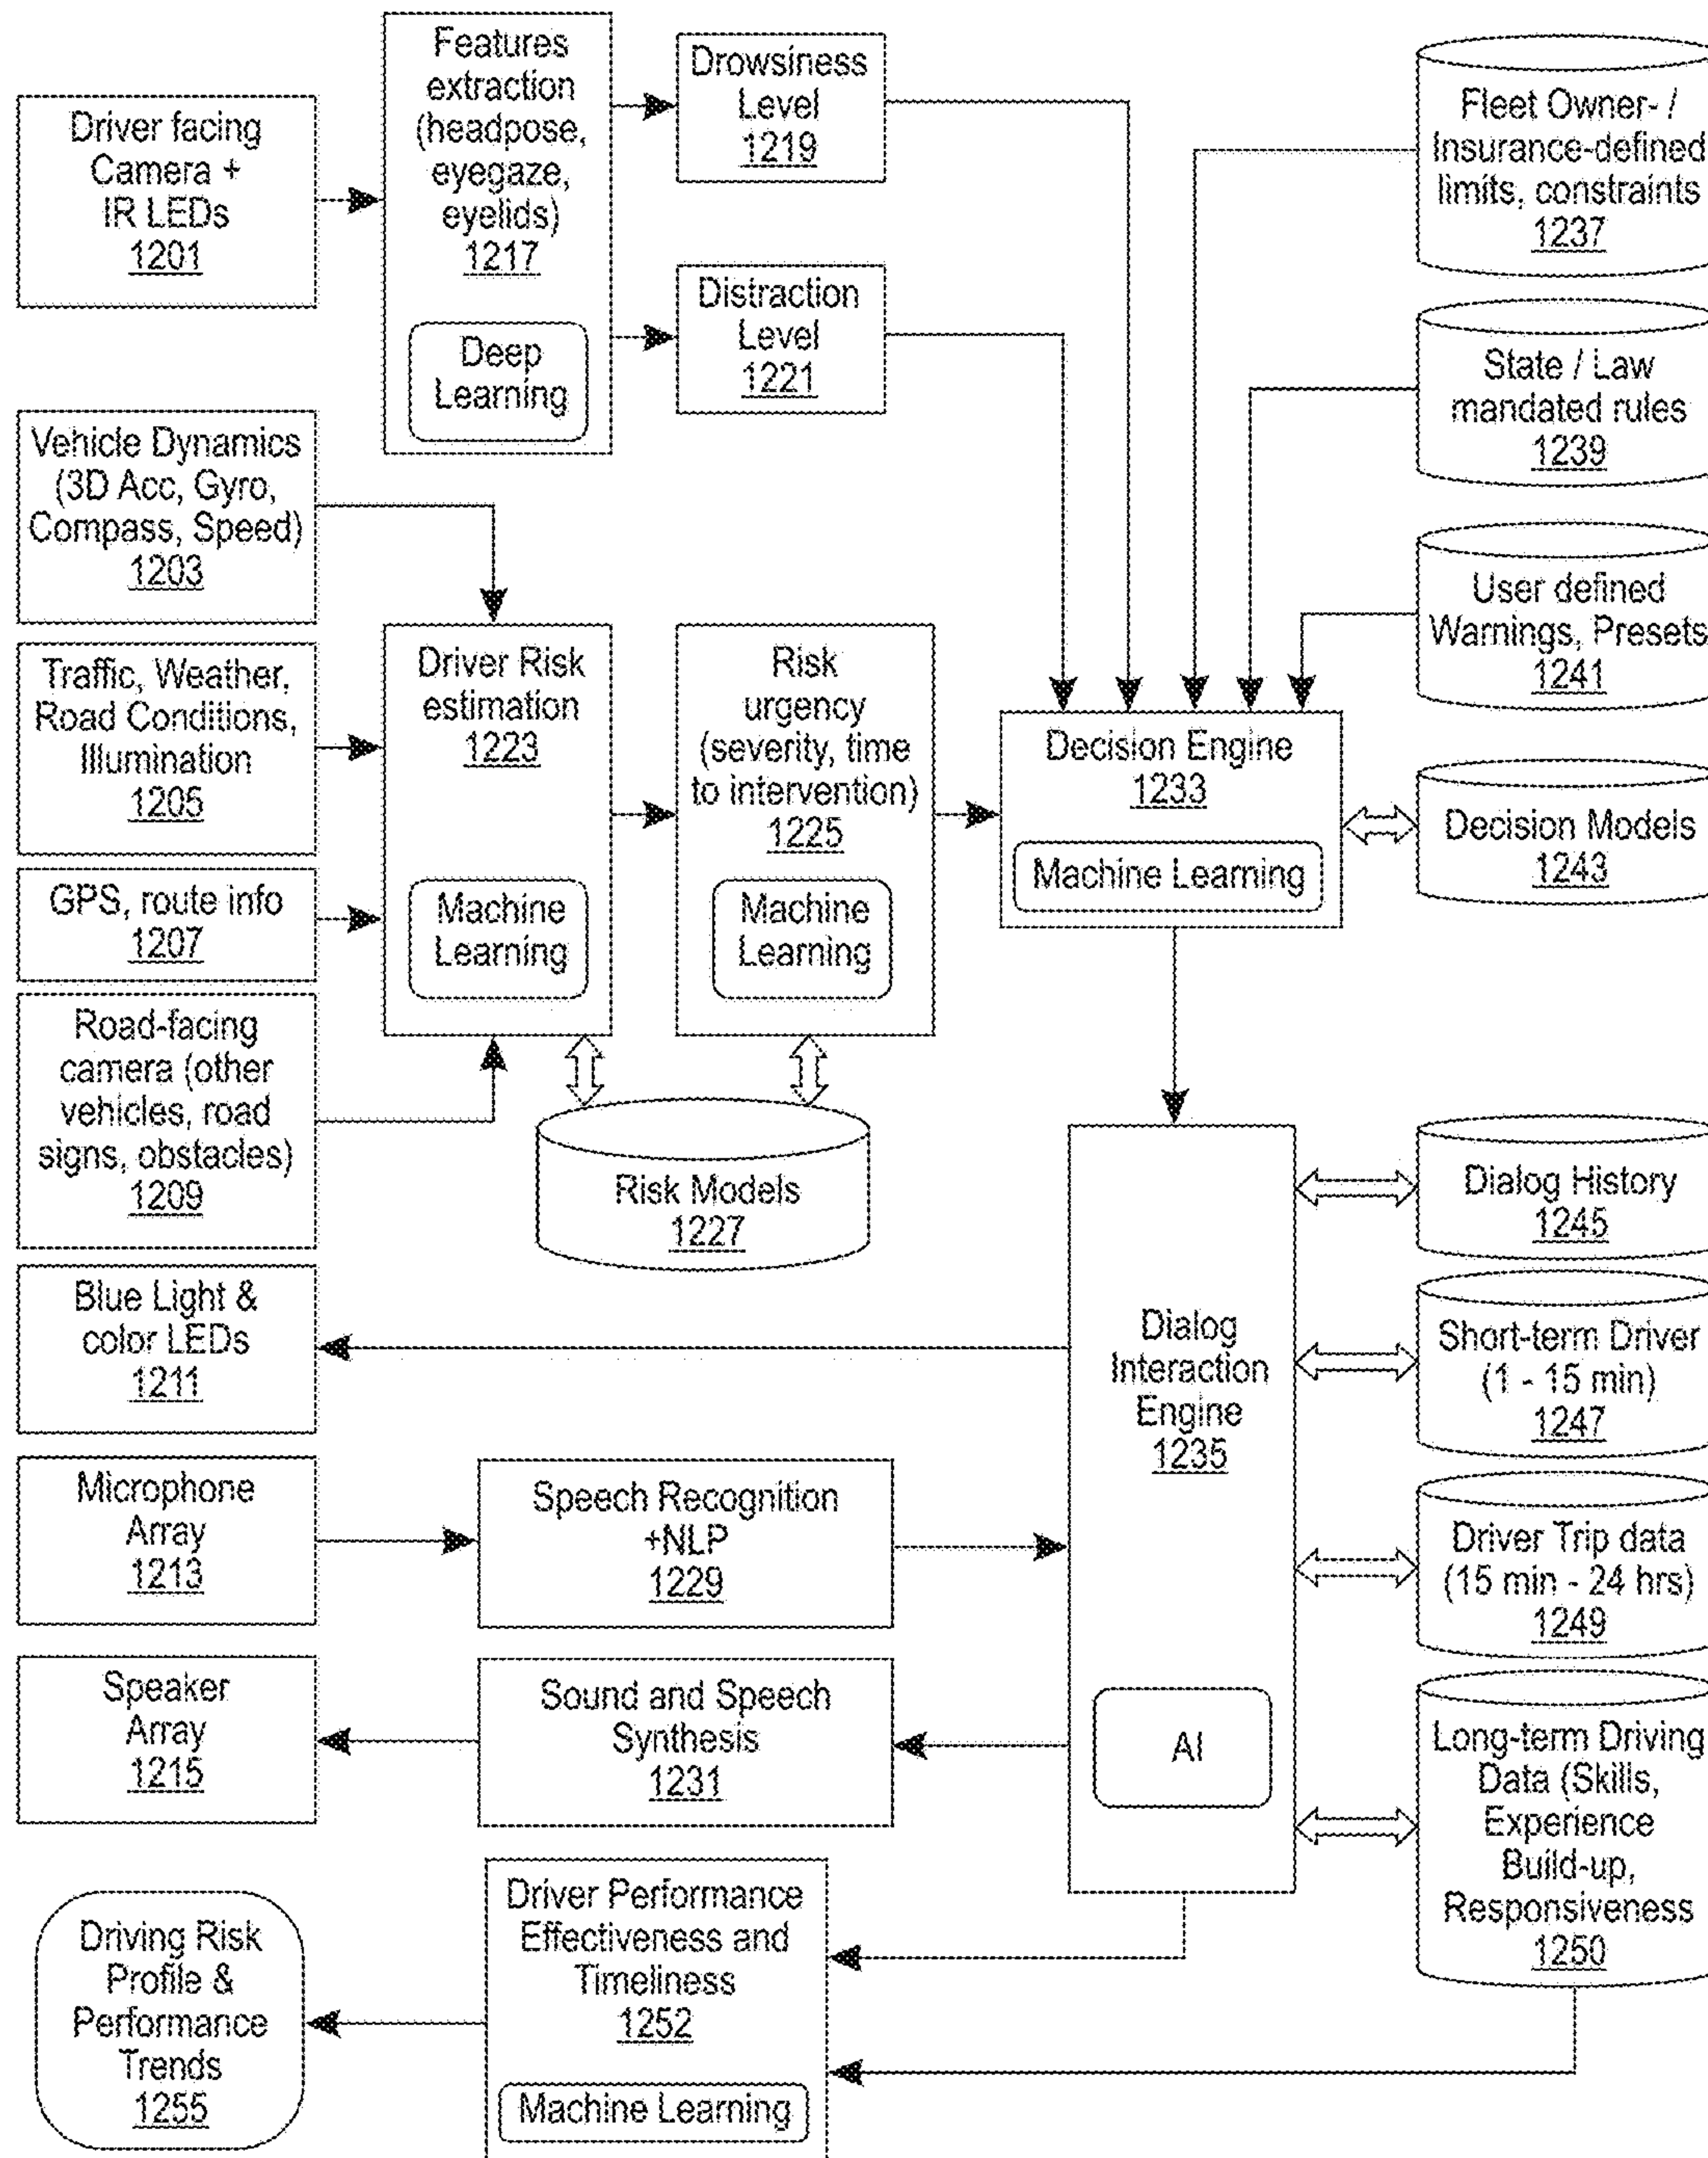 Driver facing
Camera +
IR LEDs
1201
Features
extraction
(headpose,
eyegaze,
eyelids)
1217
Deep
Learning
Drowsiness
Level
1219
Distraction
Level
1221
Fleet Owner- /
Insurance-defined
limits, constraints
1237
State / Law
mandated rules
1239
User defined
Warnings, Presets
1241
Vehicle Dynamics
(3D Acc, Gyro,
Compass, Speed)
1203
Traffic, Weather,
Road Conditions,
Illumination
1205
GPS, route info
1207
Road-facing
camera (other
vehicles, road
signs, obstacles)
1209
Driver Risk
estimation
1223
Machine
Learning
Risk
urgency
(severity, time
to intervention)
1225
Machine
Learning
Decision Engine
1233
Machine Learning
Decision Models
1243
Risk Models
1227
Blue Light &
color LEDs
1211
Microphone
Array
1213
Speech Recognition
+NLP
1229
Speaker
Array
1215
Sound and Speech
Synthesis
1231
Dialog
Interaction
Engine
1235
AI
Dialog History
1245
Short-term Driver
(1 - 15 min)
1247
Driver Trip data
(15 min - 24 hrs)
1249
Long-term Driving
Data (Skills,
Experience
Build-up,
Responsiveness
1250
Driving Risk
Profile &
Performance
Trends
1255
Driver Performance
Effectiveness and
Timeliness
1252
Machine Learning